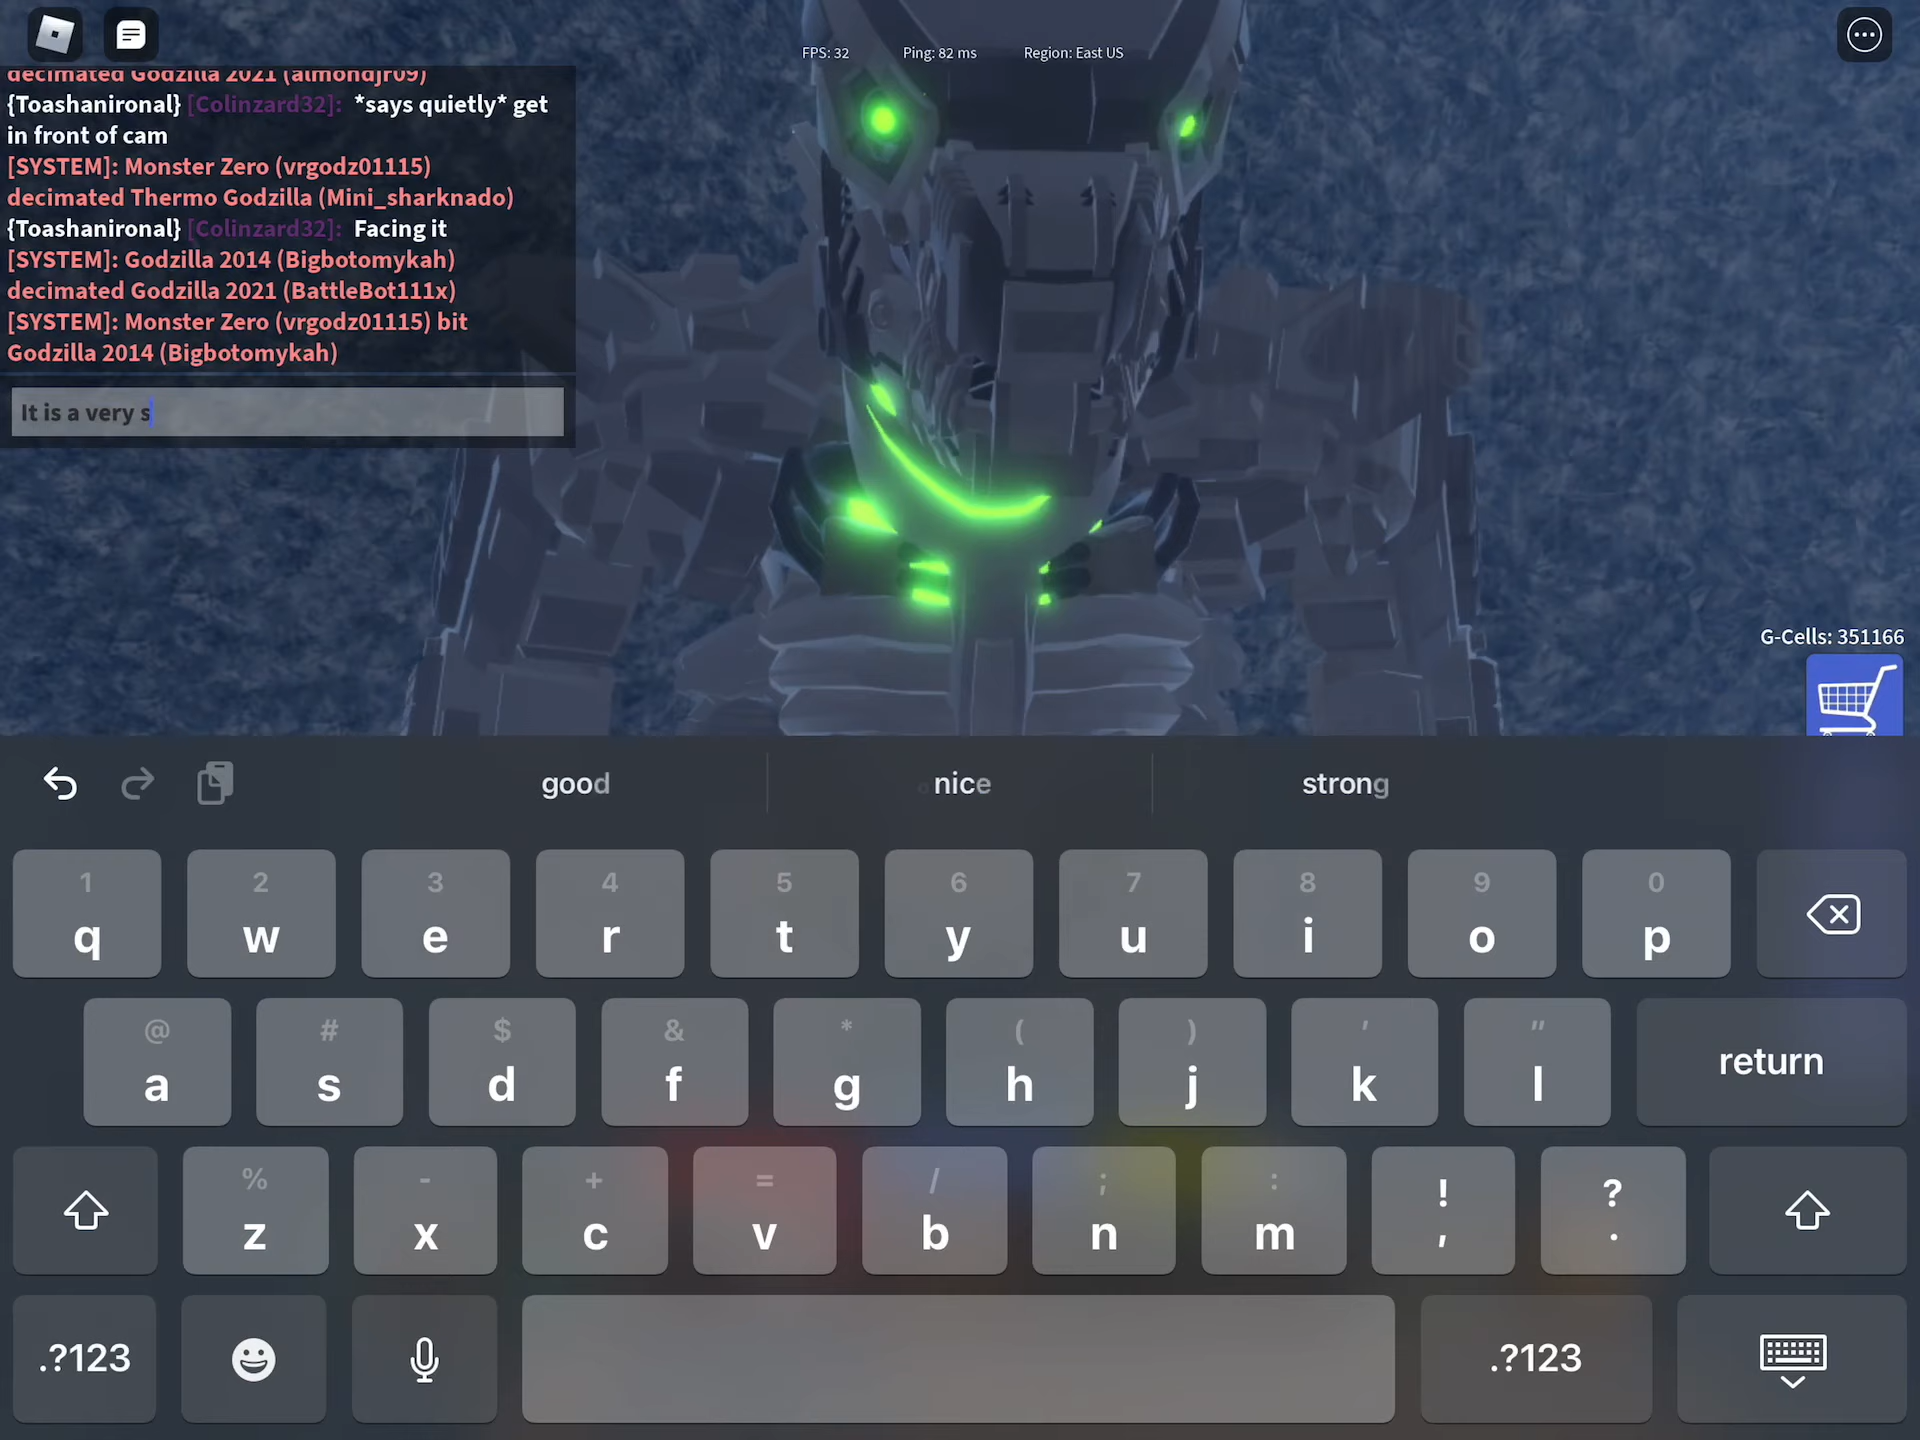 FPS: 32 Ping: 82 ms Region: East US
decimated Godzilla 2021 (almondjr09)
{Toashanironal} [Colinzard32]: *says quietly* get
in front of cam
[SYSTEM]: Monster Zero (vrgodz01115)
decimated Thermo Godzilla (Mini_sharknado)
{Toashanironal} [Colinzard32]: Facing it
[SYSTEM]: Godzilla 2014 (Bigbotomykah)
decimated Godzilla 2021 (BattleBot111x)
[SYSTEM]: Monster Zero (vrgodz01115) bit
Godzilla 2014 (Bigbotomykah)
It is a very s
G-Cells: 351166
good nice strong
1 2 3 4 5 6 7 8 9 0
q w e r t y u i o p
@ # $ & * ( ) ' "
a s d f g h j k l return
% - + = / ; : ! ?
z x c v b n m , .
.?123 .?123